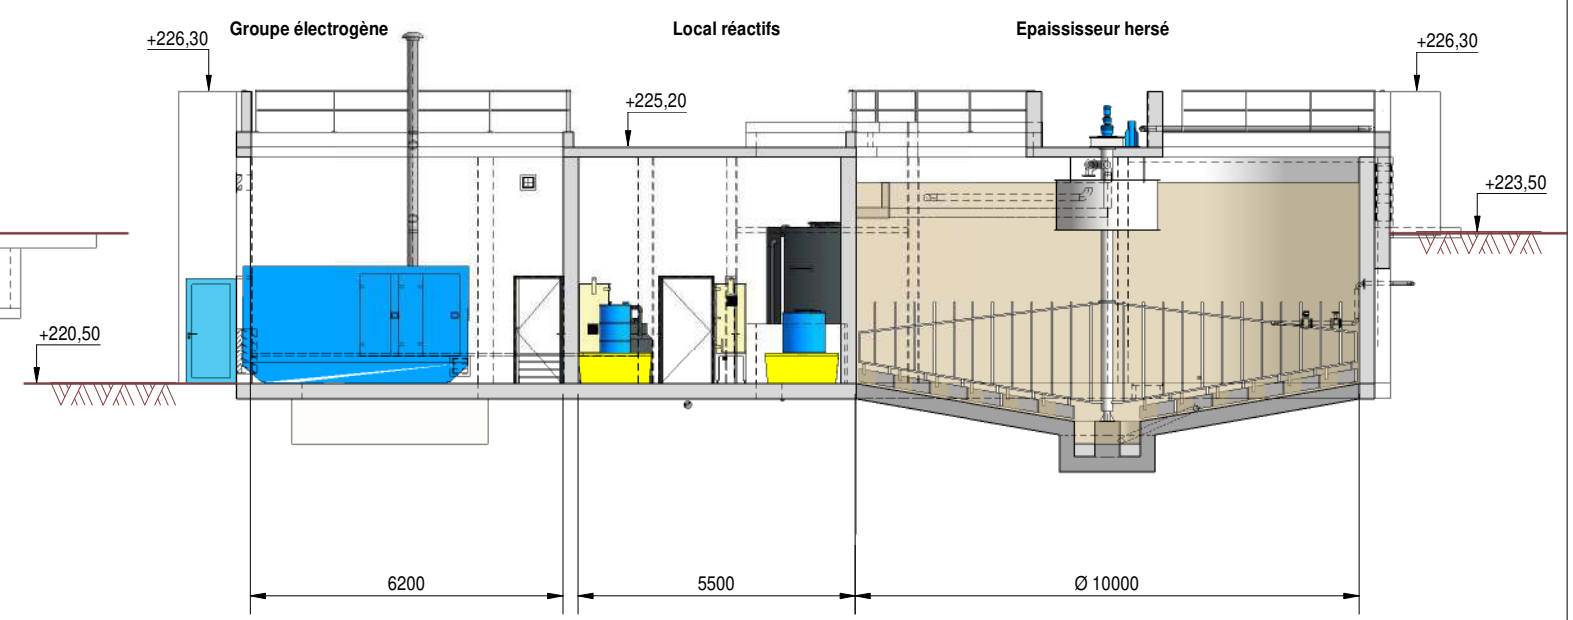 Groupe électrogène
Local réactifs
Epaississeur hersé
+226,30
+226,30
+225,20
+223,50
+220,50
6200
5500
Ø 10000